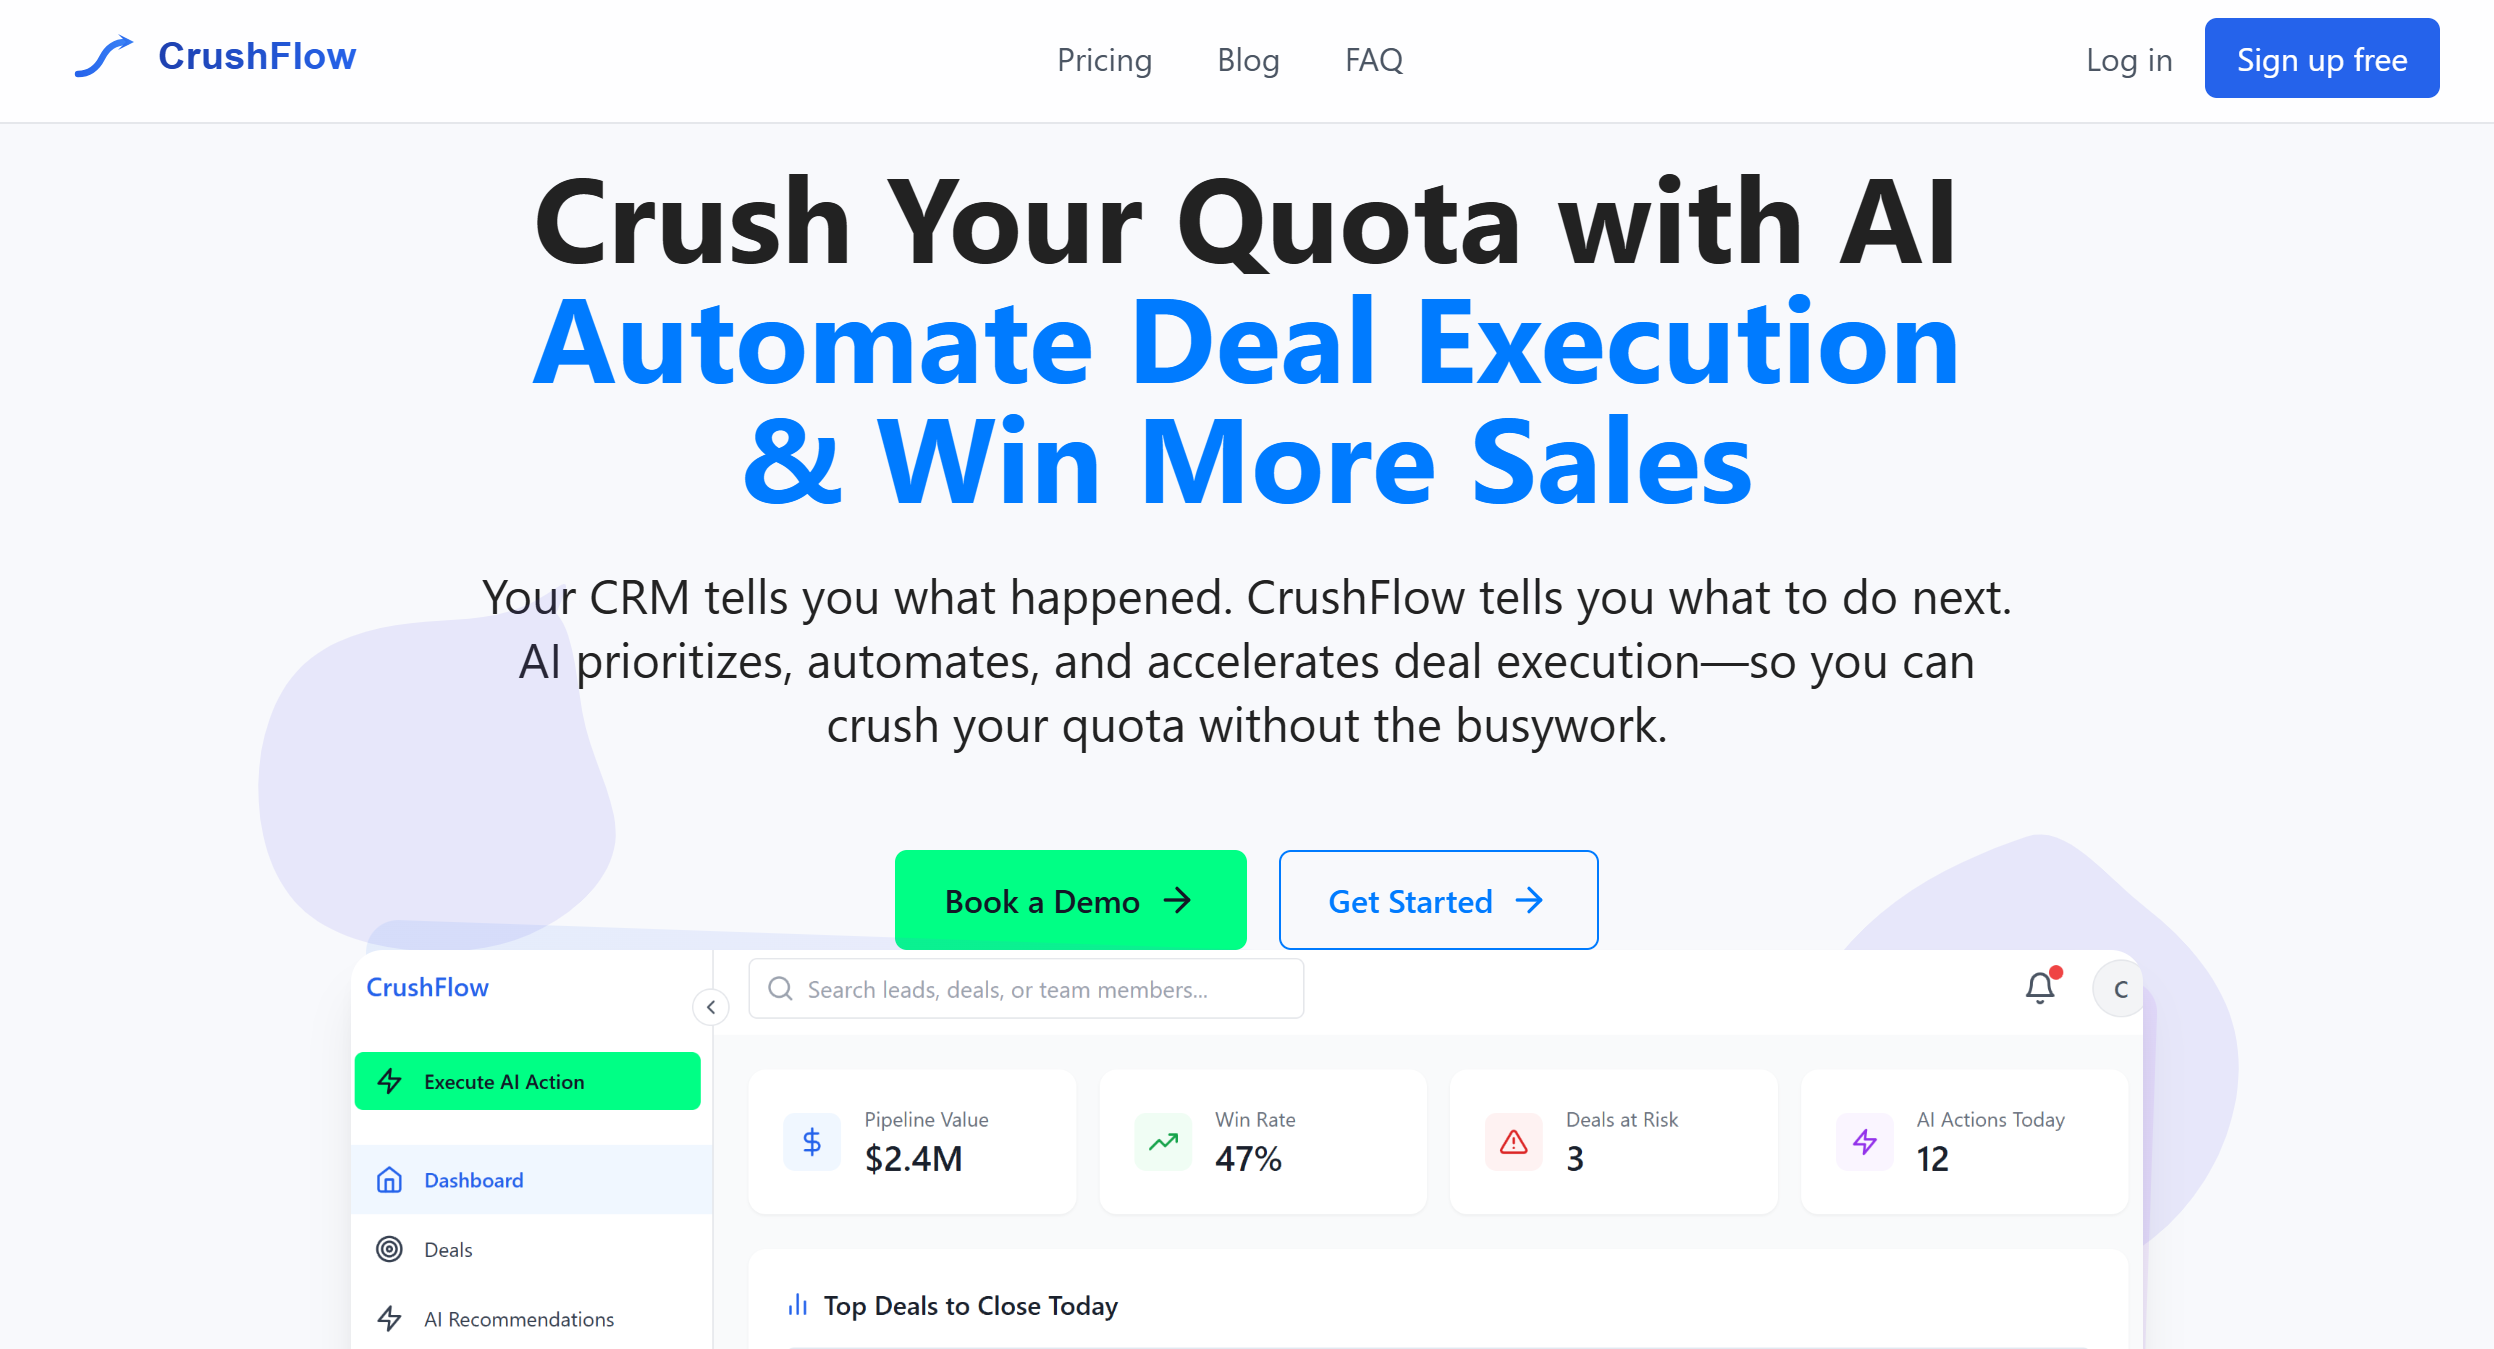 CrushFlow
Pricing
Blog
FAQ
Log in
Sign up free
Crush Your Quota with AI
Automate Deal Execution
& Win More Sales
Your CRM tells you what happened. CrushFlow tells you what to do next.
AI prioritizes, automates, and accelerates deal execution—so you can
crush your quota without the busywork.
Book a Demo
Get Started
CrushFlow
Search leads, deals, or team members...
C
Execute AI Action
Dashboard
Deals
AI Recommendations
Pipeline Value
$2.4M
Win Rate
47%
Deals at Risk
3
AI Actions Today
12
Top Deals to Close Today